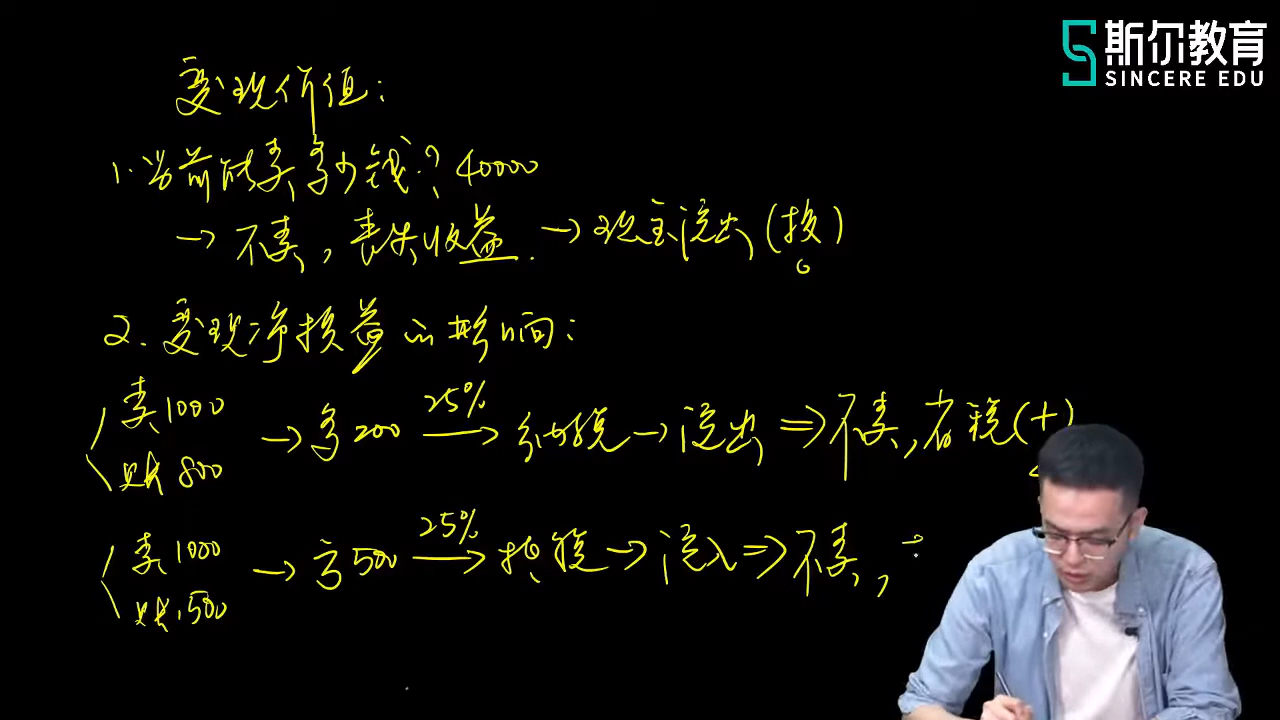 斯尔教育
SINCERE EDU
变现价值:
1.当前能卖多少钱?40000
→不卖,丧失收益.→现金流出(损)
2.变现净损益的影响:
卖1000
账800
→多200 25%→纳税→流出⇒不卖,省税(+)
卖1000
账1500
→亏500 25%→抵税→流入⇒不卖,